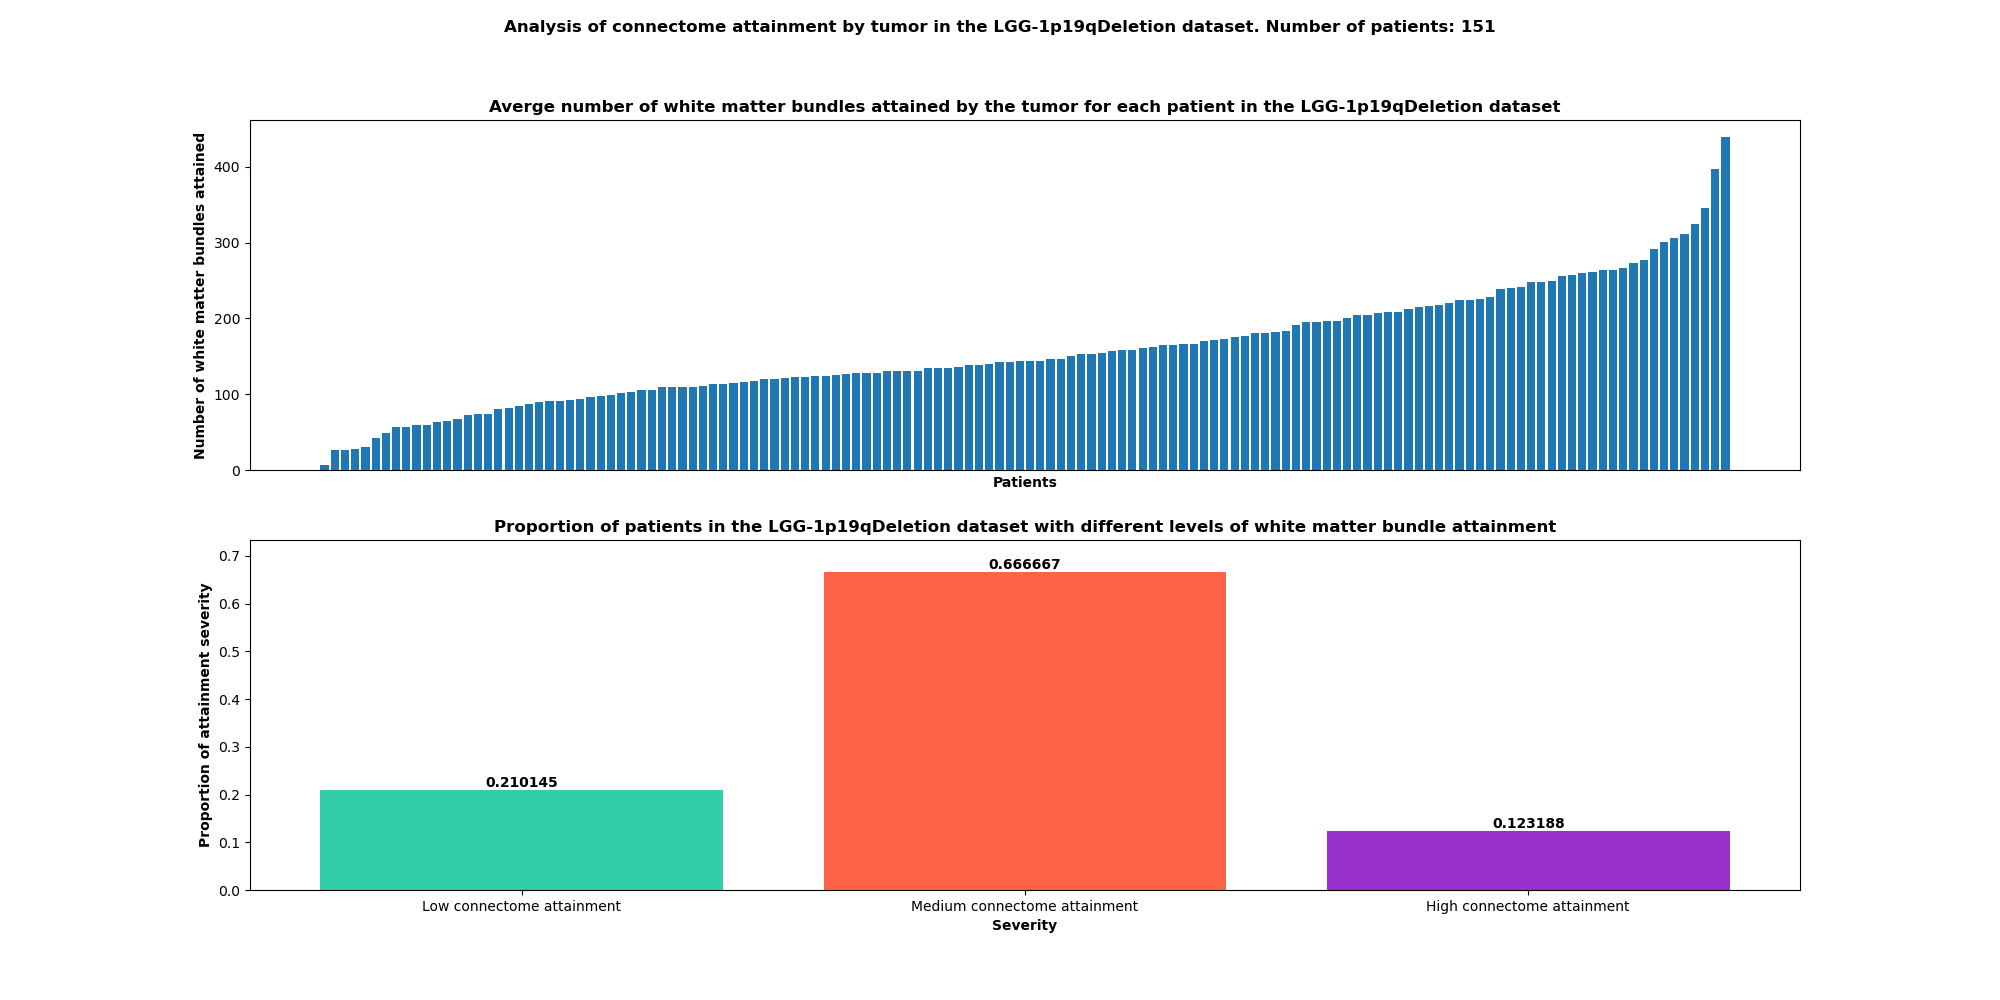 Analysis of connectome attainment by tumor in the LGG-1p19qDeletion dataset. Number of patients: 151
Averge number of white matter bundles attained by the tumor for each patient in the LGG-1p19qDeletion dataset
Number of white matter bundles attained
400
300
200
100
0
Patients
Proportion of patients in the LGG-1p19qDeletion dataset with different levels of white matter bundle attainment
Proportion of attainment severity
0.7
0.6
0.5
0.4
0.3
0.2
0.1
0.0
0.210145
0.666667
0.123188
Low connectome attainment
Medium connectome attainment
High connectome attainment
Severity